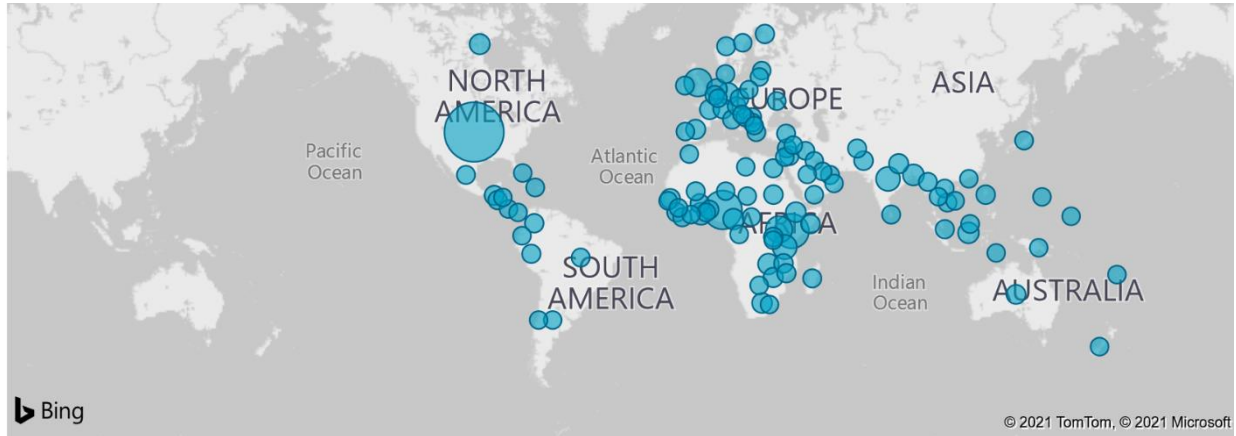 NORTH
AMERICA
ASIA
EUROPE
Pacific
Ocean
Atlantic
Ocean
AFRICA
SOUTH
AMERICA
Indian
Ocean
AUSTRALIA
Bing
© 2021 TomTom, © 2021 Microsoft